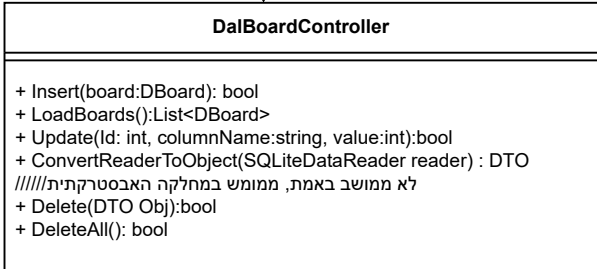 DalBoardController
+ Insert(board:DBoard): bool
+ LoadBoards():List<DBoard>
+ Update(Id: int, columnName:string, value:int):bool
+ ConvertReaderToObject(SQLiteDataReader reader) : DTO
//////לא ממושב באמת, ממומש במחלקה האבסטרקתית
+ Delete(DTO Obj):bool
+ DeleteAll(): bool